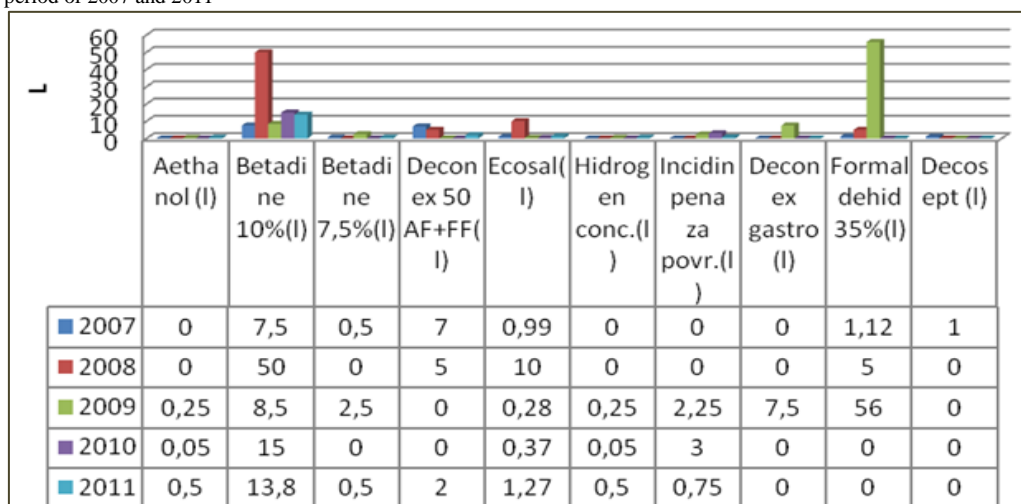 period of 2007 and 2011
60
50
40
30
20
10
0
L
Aetha
nol (l)
Betadi
ne
10%(l)
Betadi
ne
7,5%(l)
Decon
ex 50
AF+FF(
l)
Ecosal(
l)
Hidrog
en
conc.(l
)
Incidin
pena
za
povr.(l
)
Decon
ex
gastro
(l)
Formal
dehid
35%(l)
Decos
ept (l)
2007 0 7,5 0,5 7 0,99 0 0 0 1,12 1
2008 0 50 0 5 10 0 0 0 5 0
2009 0,25 8,5 2,5 0 0,28 0,25 2,25 7,5 56 0
2010 0,05 15 0 0 0,37 0,05 3 0 0 0
2011 0,5 13,8 0,5 2 1,27 0,5 0,75 0 0 0